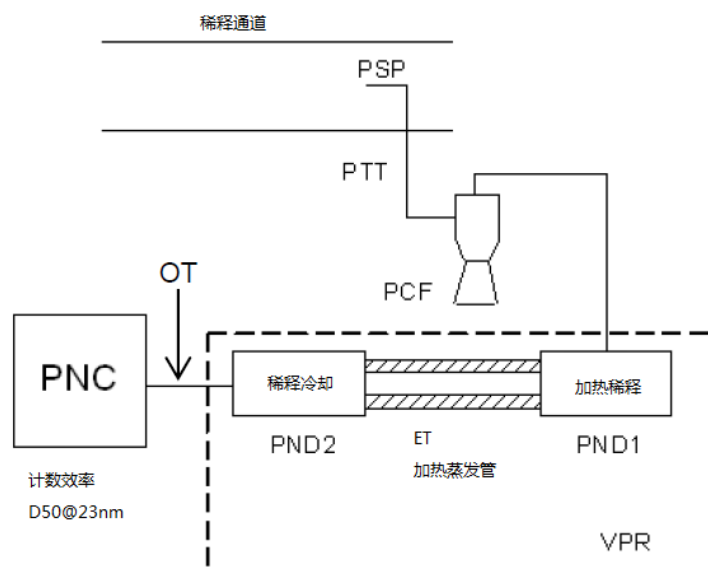 稀释通道
PSP
PTT
PCF
OT
PNC
稀释冷却
加热稀释
PND2
ET
PND1
加热蒸发管
计数效率
D50@23nm
VPR